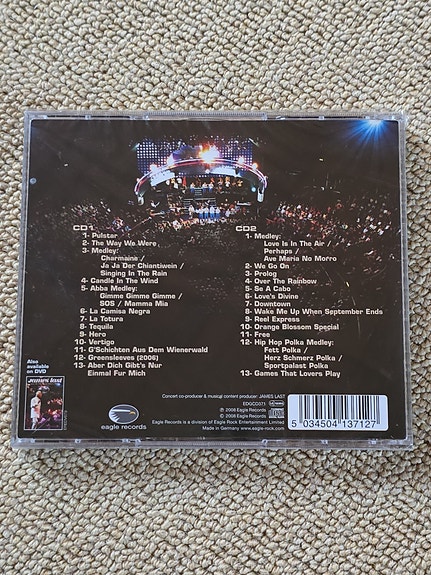 CD1
1- Pulstar
2- The Way We Were
3- Medley:
Charmaine /
Ja Ja Der Chiantiwein /
Singing In The Rain
4- Candle In The Wind
5- Abba Medley:
Gimme Gimme Gimme /
SOS / Mamma Mia
6- La Camisa Negra
7- La Tortura
8- Tequila
9- Hero
10- Vertigo
11- G'Schichten Aus Dem Wienerwald
12- Greensleeves (2006)
13- Aber Dich Gibt's Nur
Einmal Fur Mich
CD2
1- Medley:
Love Is In The Air /
Perhaps /
Ave Maria No Morro
2- We Go On
3- Prolog
4- Over The Rainbow
5- Se A Cabo
6- Love's Divine
7- Downtown
8- Wake Me Up When September Ends
9- Reel Express
10- Orange Blossom Special
11- Free
12- Hip Hop Polka Medley:
Fett Polka /
Herz Schmerz Polka /
Sportpalast Polka
13- Games That Lovers Play
Also
available
on DVD
james last
eagle records
Concert co-producer & musical content producer: JAMES LAST
EDGCD371
℗ 2008 Eagle Records
© 2008 Eagle Records
Eagle Records is a division of Eagle Rock Entertainment Limited
Made in Germany www.eagle-rock.com
5 034504 137127